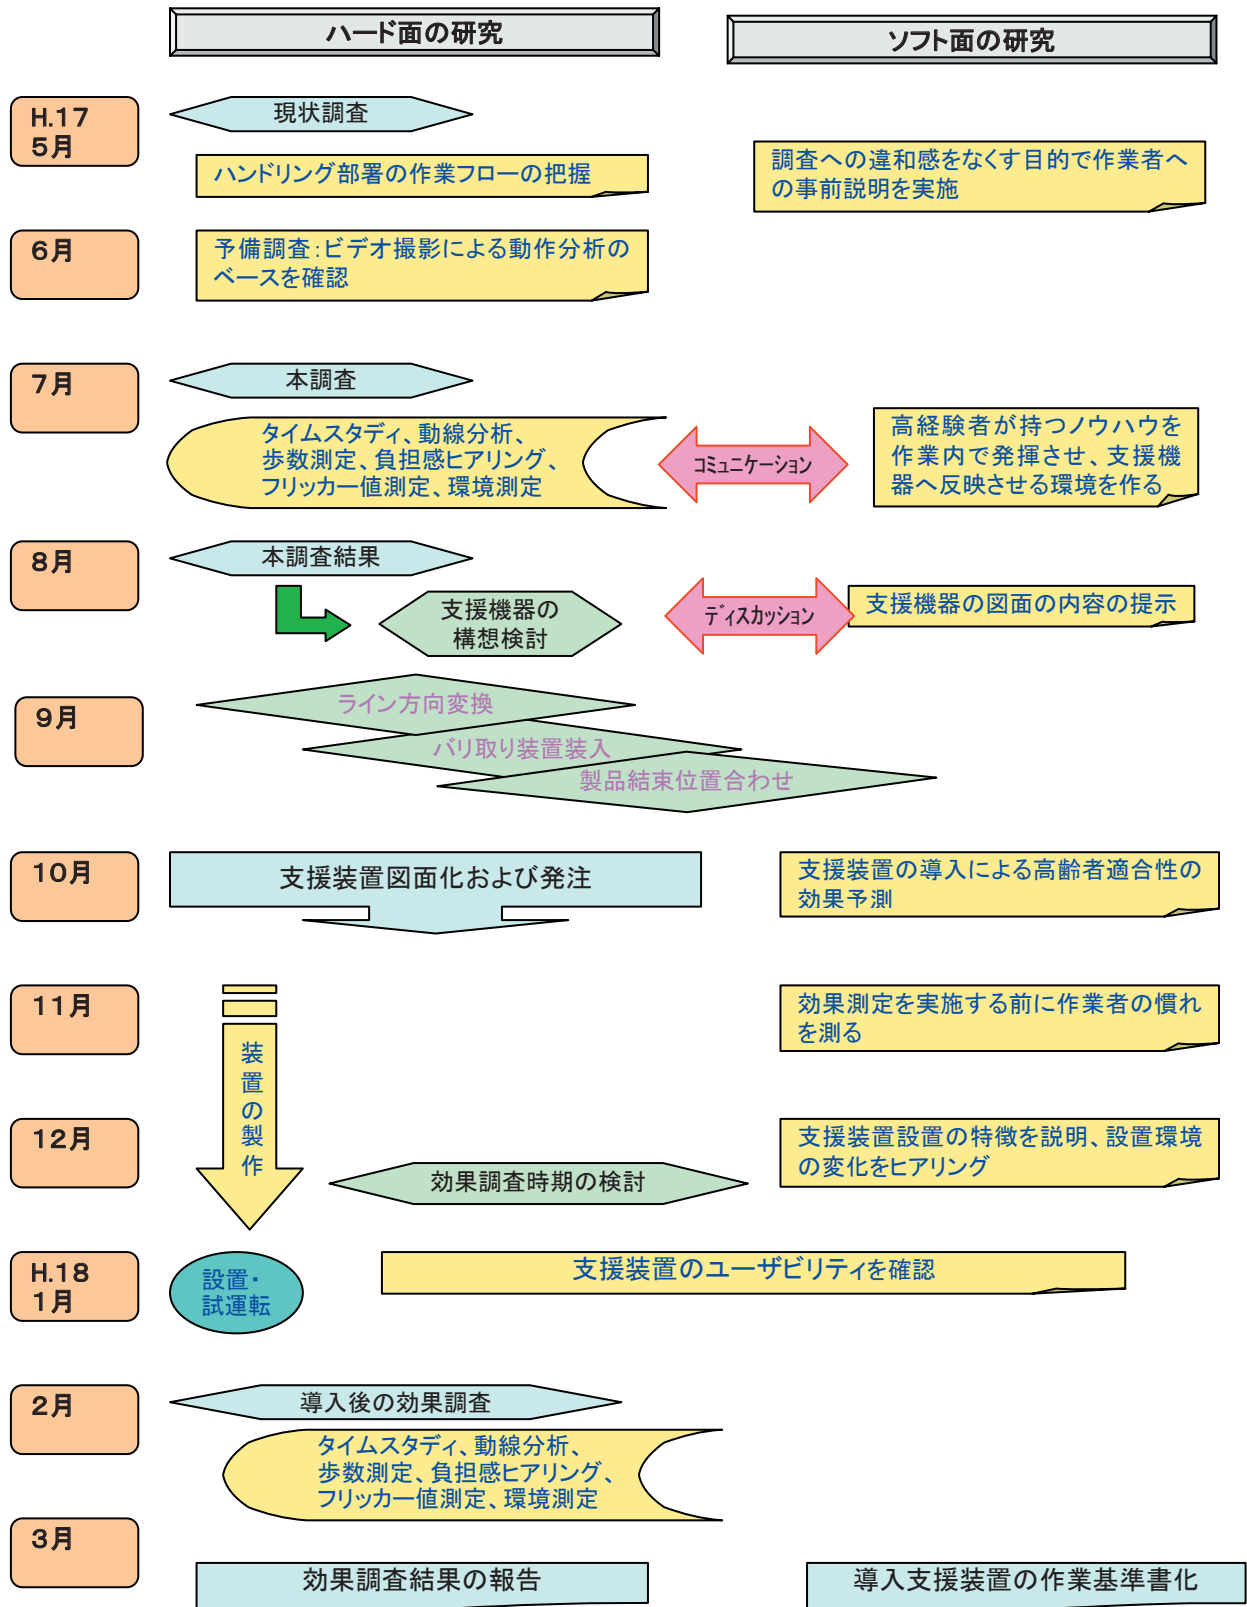 ハード面の研究
ソフト面の研究
H.17
5月
現状調査
ハンドリング部署の作業フローの把握
調査への違和感をなくす目的で作業者へ
の事前説明を実施
6月
予備調査:ビデオ撮影による動作分析の
ベースを確認
7月
本調査
タイムスタディ、動線分析、
歩数測定、負担感ヒアリング、
フリッカー値測定、環境測定
コミュニケーション
高経験者が持つノウハウを
作業内で発揮させ、支援機
器へ反映させる環境を作る
8月
本調査結果
支援機器の
構想検討
ディスカッション
支援機器の図面の内容の提示
9月
ライン方向変換
バリ取り装置装入
製品結束位置合わせ
10月
支援装置図面化および発注
支援装置の導入による高齢者適合性の
効果予測
11月
効果測定を実施する前に作業者の慣れ
を測る
装置の製作
12月
支援装置設置の特徴を説明、設置環境
の変化をヒアリング
効果調査時期の検討
H.18
1月
設置・
試運転
支援装置のユーザビリティを確認
2月
導入後の効果調査
タイムスタディ、動線分析、
歩数測定、負担感ヒアリング、
フリッカー値測定、環境測定
3月
効果調査結果の報告
導入支援装置の作業基準書化